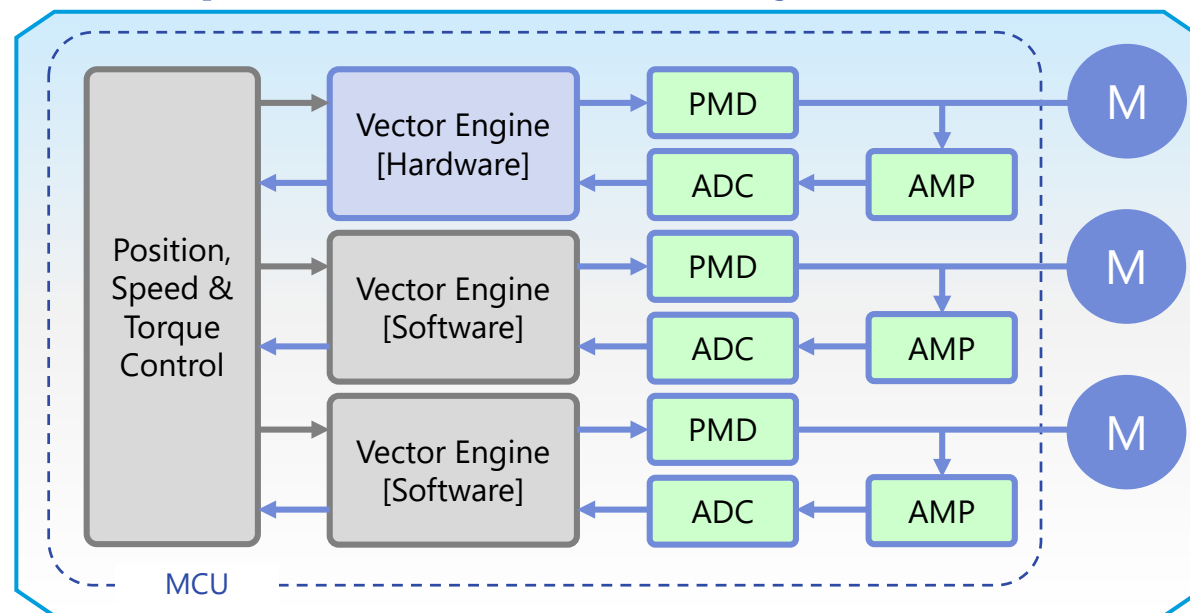 Position,
Speed &
Torque
Control
Vector Engine
[Hardware]
PMD
ADC
AMP
M
Vector Engine
[Software]
PMD
ADC
AMP
M
Vector Engine
[Software]
PMD
ADC
AMP
M
MCU